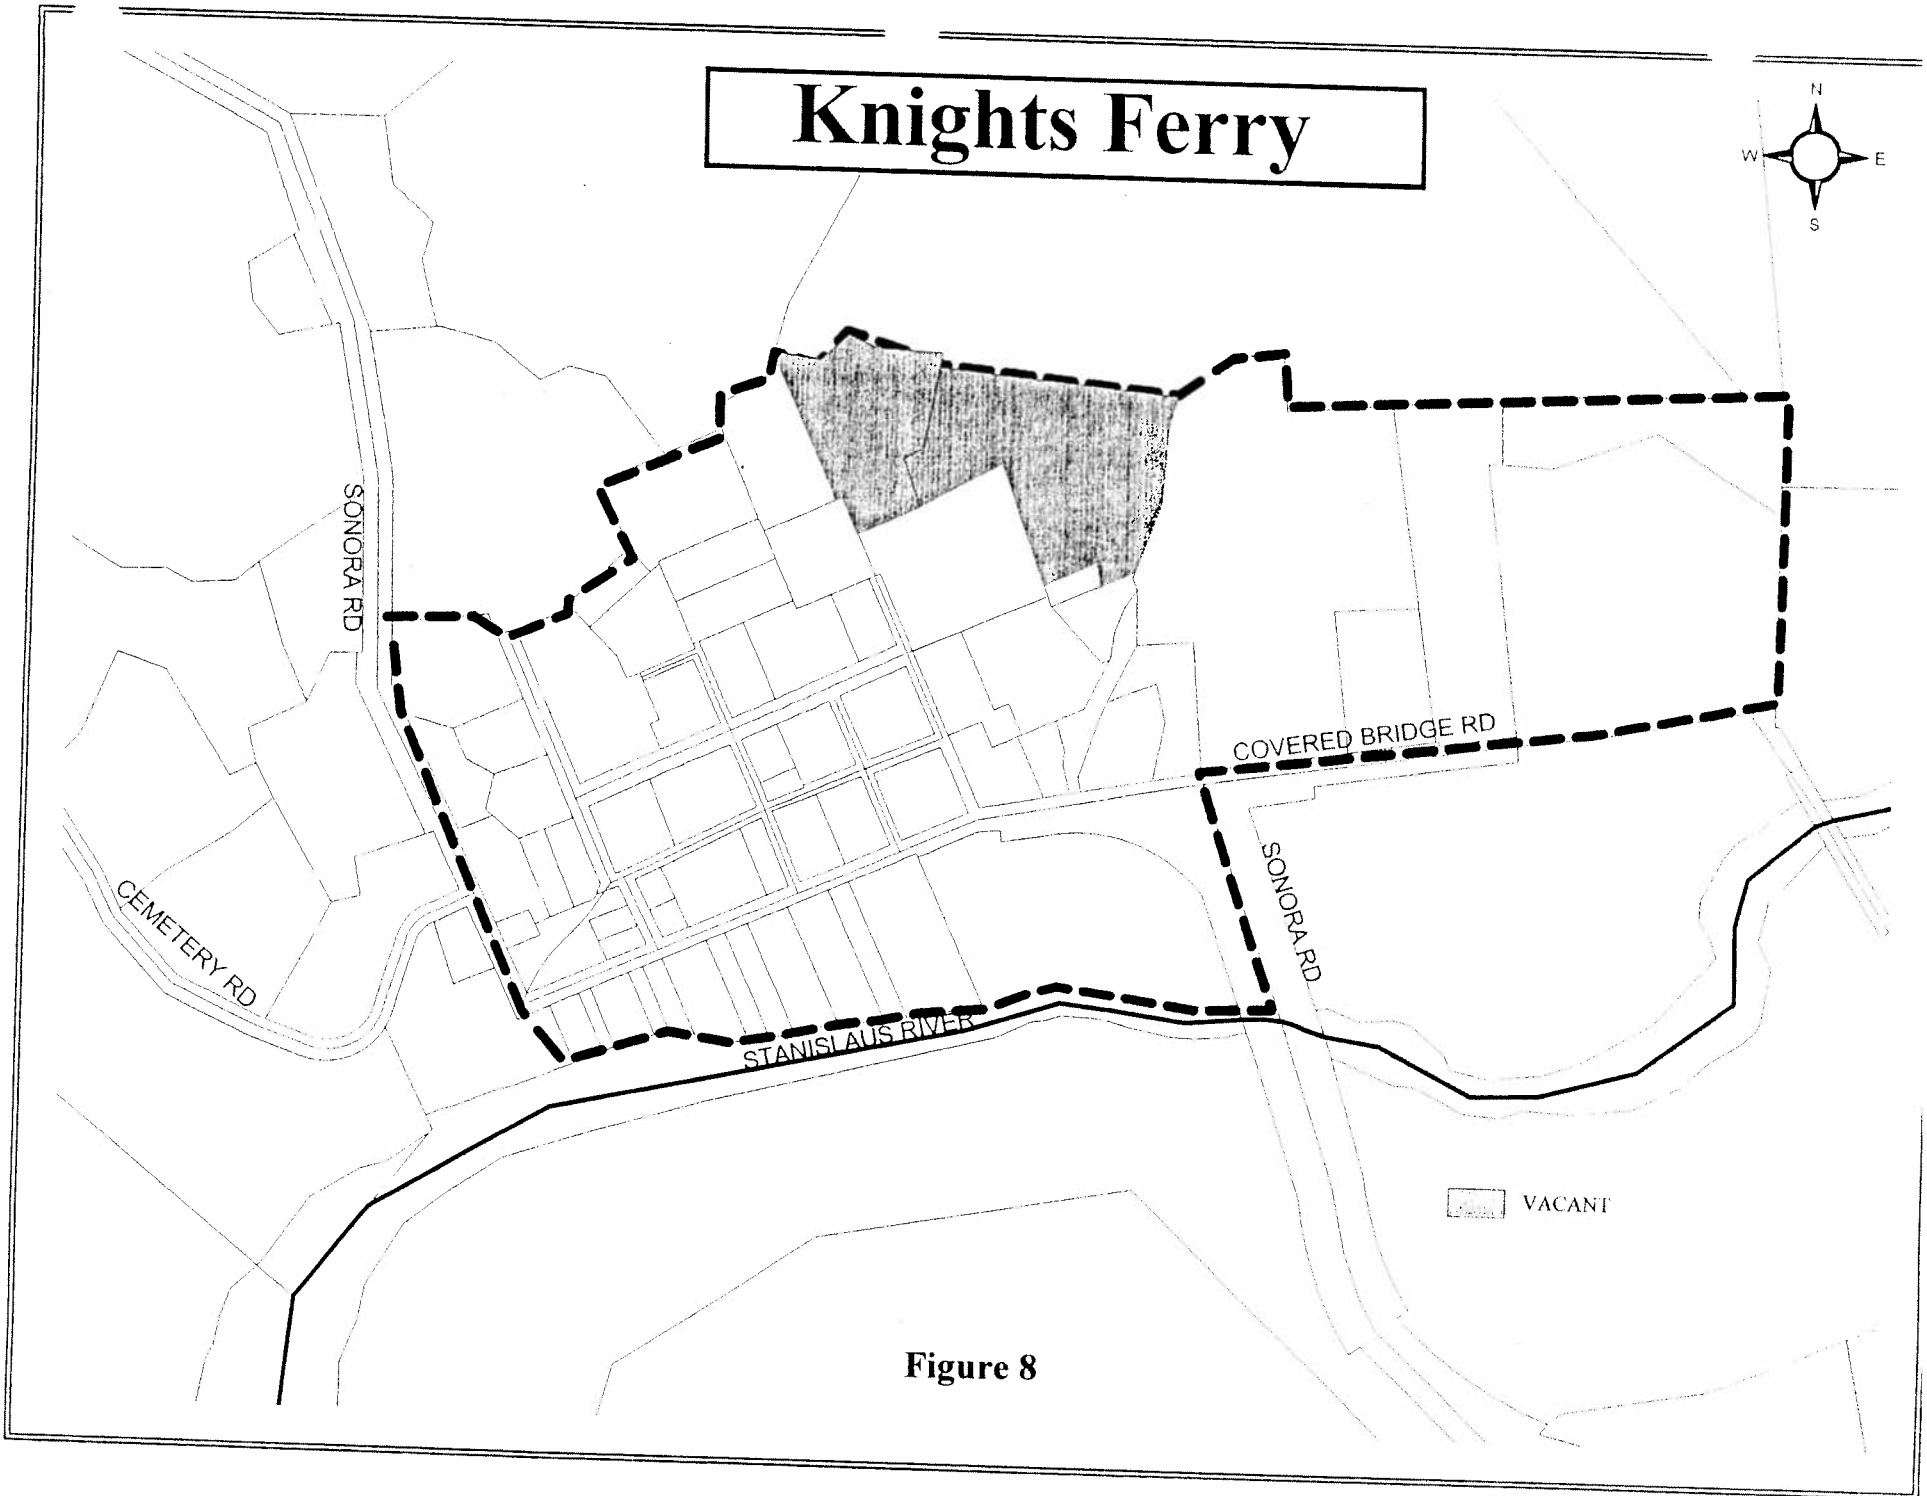 Knights Ferry
N
W
E
S
SONORA RD
COVERED BRIDGE RD
SONORA RD
CEMETERY RD
STANISLAUS RIVER
VACANT
Figure 8